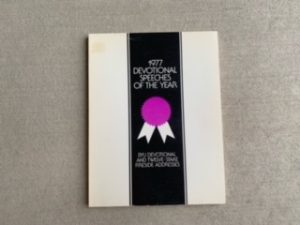 1977
DEVOTIONAL
SPEECHES
OF THE YEAR
BYU DEVOTIONAL
AND TWELVE-STAKE
FIRESIDE ADDRESSES